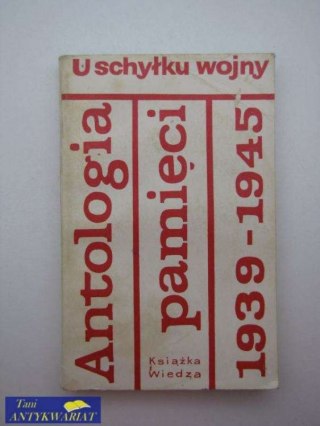 U schyłku wojny
Antologia
pamięci
1939-1945
Książka
i
Wiedza
Tani
ANTYKWARIAT